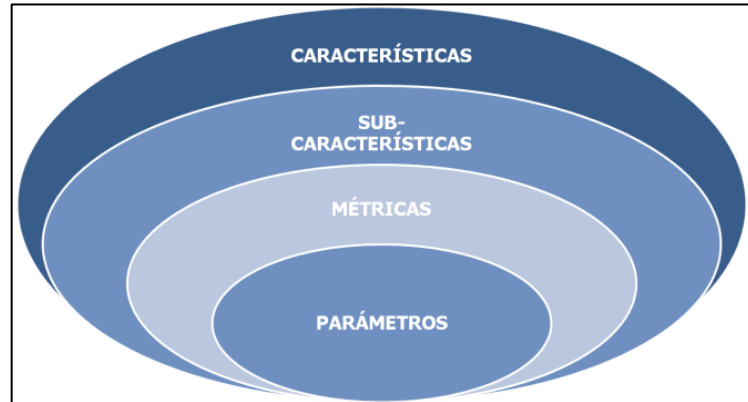 CARACTERÍSTICAS
SUB-
CARACTERÍSTICAS
MÉTRICAS
PARÁMETROS